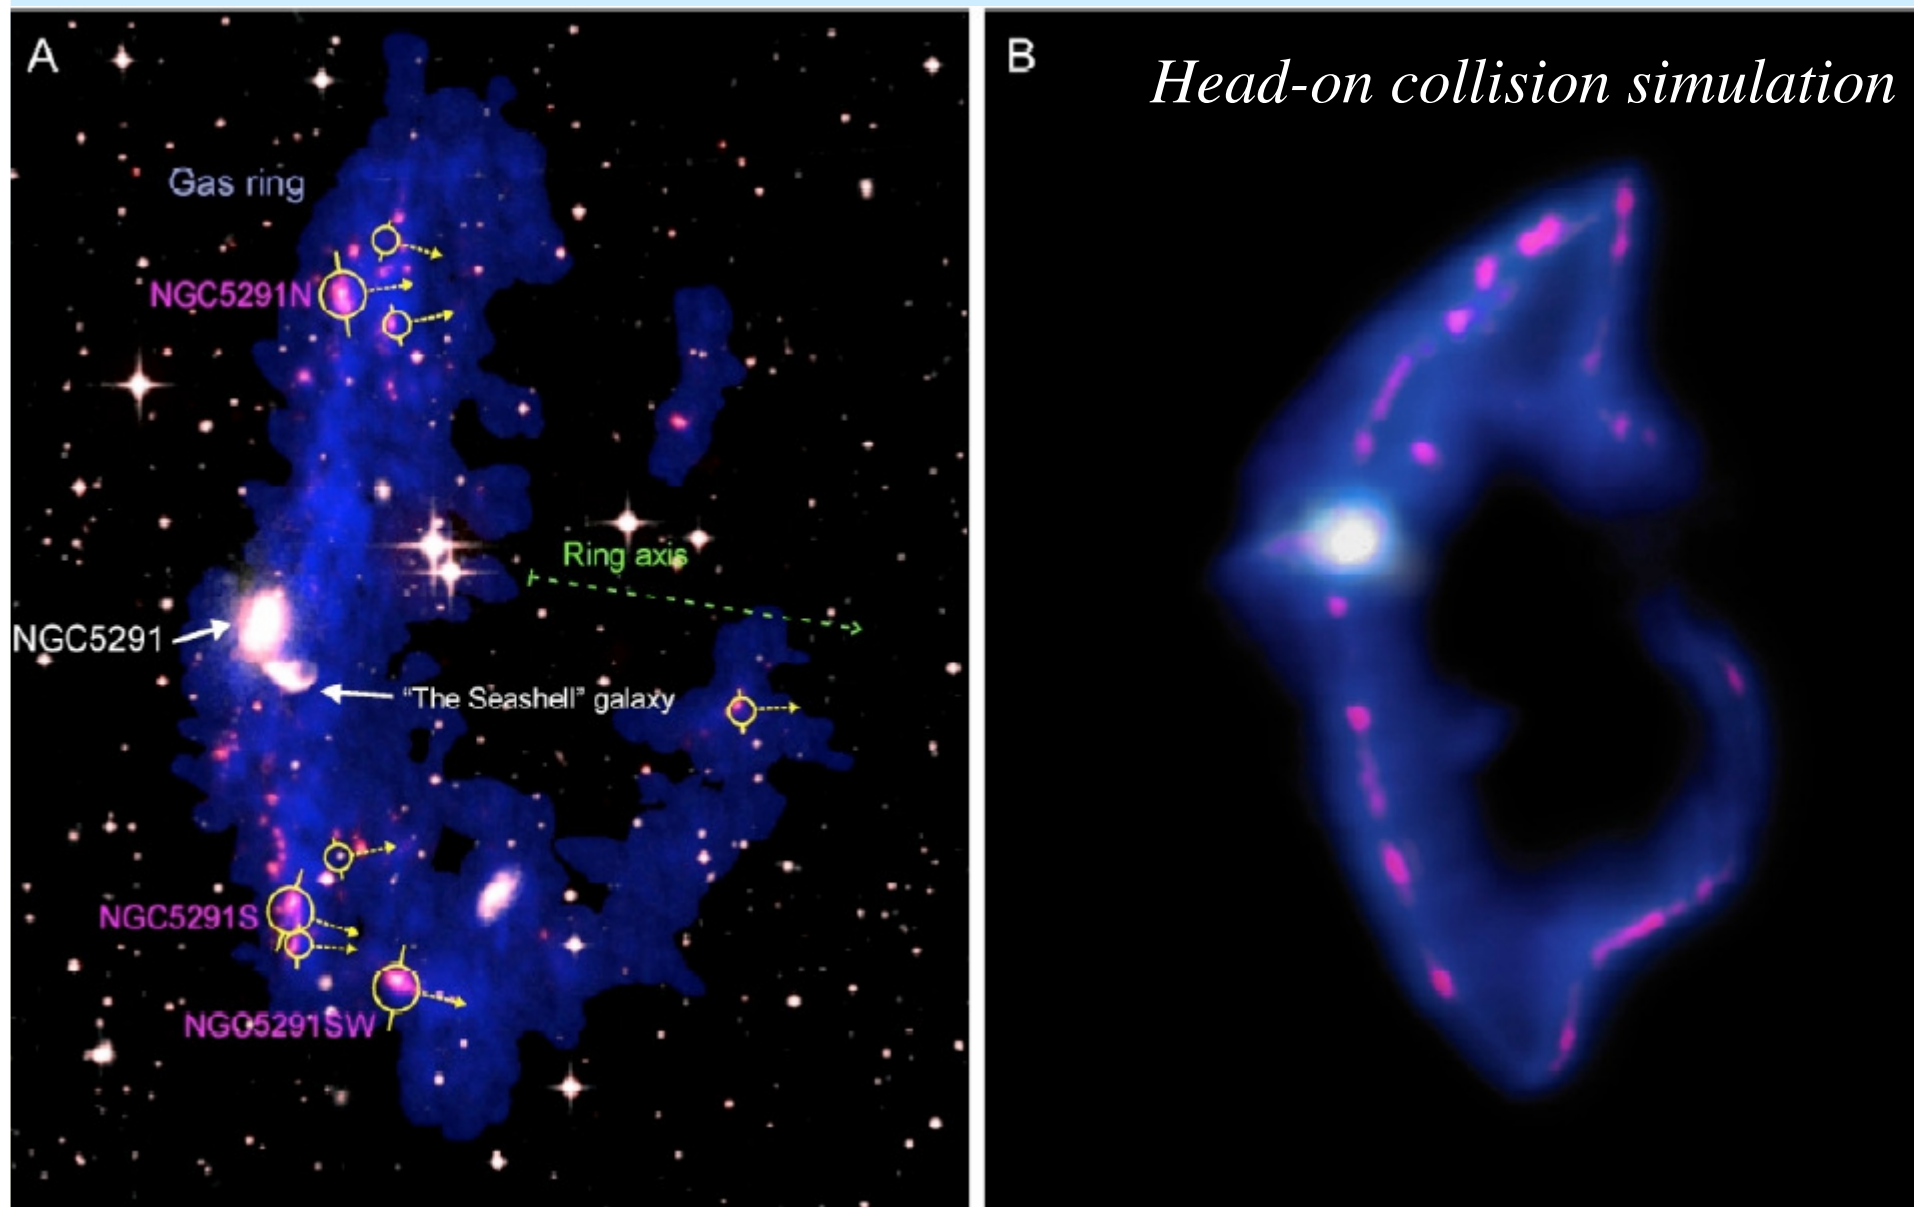 A
Gas ring
NGC5291N
Ring axis
NGC5291
"The Seashell" galaxy
NGC5291S
NGC5291SW
B
Head-on collision simulation